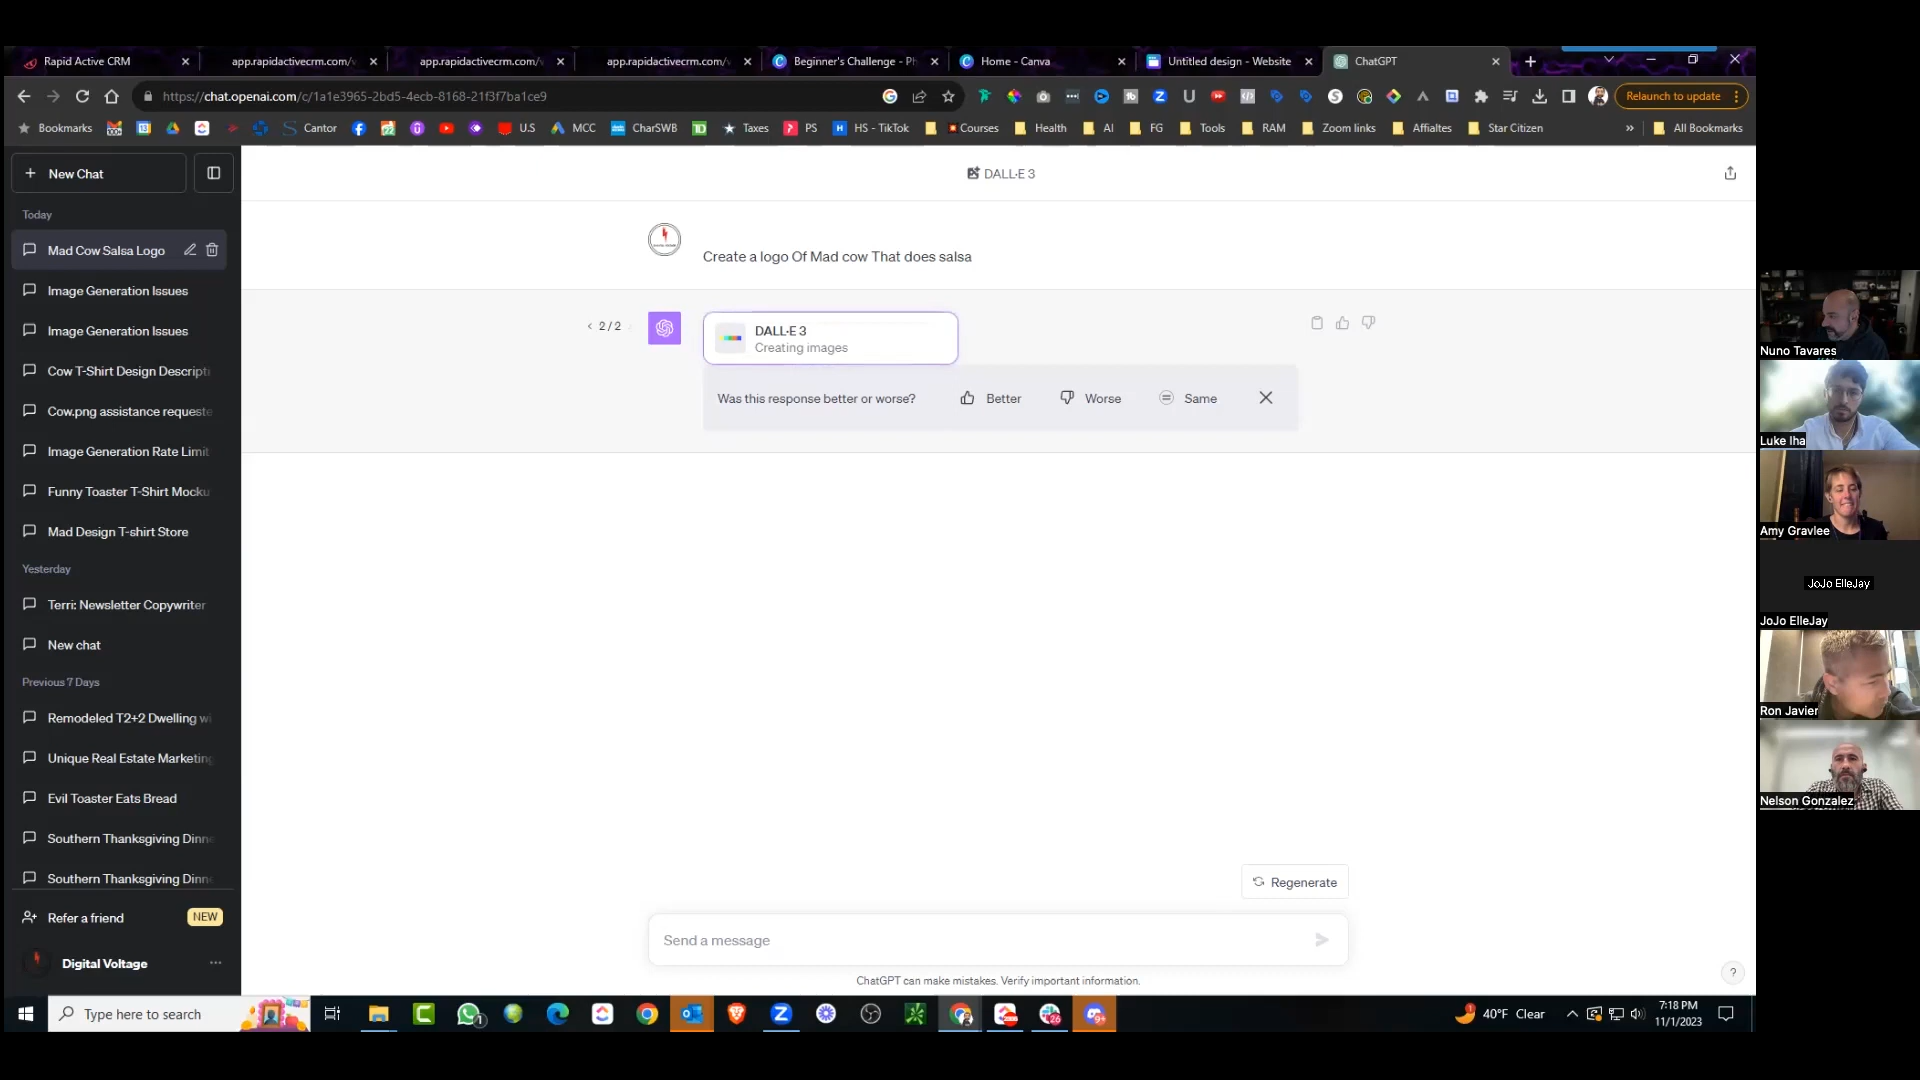 Rapid Active CRM
app.rapidactivecrm.com/
app.rapidactivecrm.com/
app.rapidactivecrm.com/
Beginner's Challenge - Ph
Home - Canva
Untitled design - Website
ChatGPT
https://chat.openai.com/c/1a1e3965-2bd5-4ecb-8168-21f3f7ba1ce9
Relaunch to update
Bookmarks
Cantor
U.S
MCC
CharSWB
Taxes
PS
HS - TikTok
Courses
Health
AI
FG
Tools
RAM
Zoom links
Affialtes
Star Citizen
»
All Bookmarks
+ New Chat
DALL·E 3
Today
Mad Cow Salsa Logo
Create a logo Of Mad cow That does salsa
Image Generation Issues
Image Generation Issues
Cow T-Shirt Design Descripti
Cow.png assistance requeste
Image Generation Rate Limit
Funny Toaster T-Shirt Mocku
Mad Design T-shirt Store
Yesterday
Terri: Newsletter Copywriter
New chat
Previous 7 Days
Remodeled T2+2 Dwelling wi
Unique Real Estate Marketing
Evil Toaster Eats Bread
Southern Thanksgiving Dinn
Southern Thanksgiving Dinn
Refer a friend
NEW
Digital Voltage
< 2 / 2
DALL·E 3
Creating images
Was this response better or worse?
Better
Worse
Same
Regenerate
Send a message
ChatGPT can make mistakes. Verify important information.
?
Nuno Tavares
Luke Iha
Amy Gravlee
JoJo ElleJay
JoJo ElleJay
Ron Javier
Nelson Gonzalez
Type here to search
40°F Clear
7:18 PM
11/1/2023